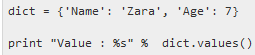 dict = {'Name': 'Zara', 'Age': 7}
print "Value : %s" %  dict.values()